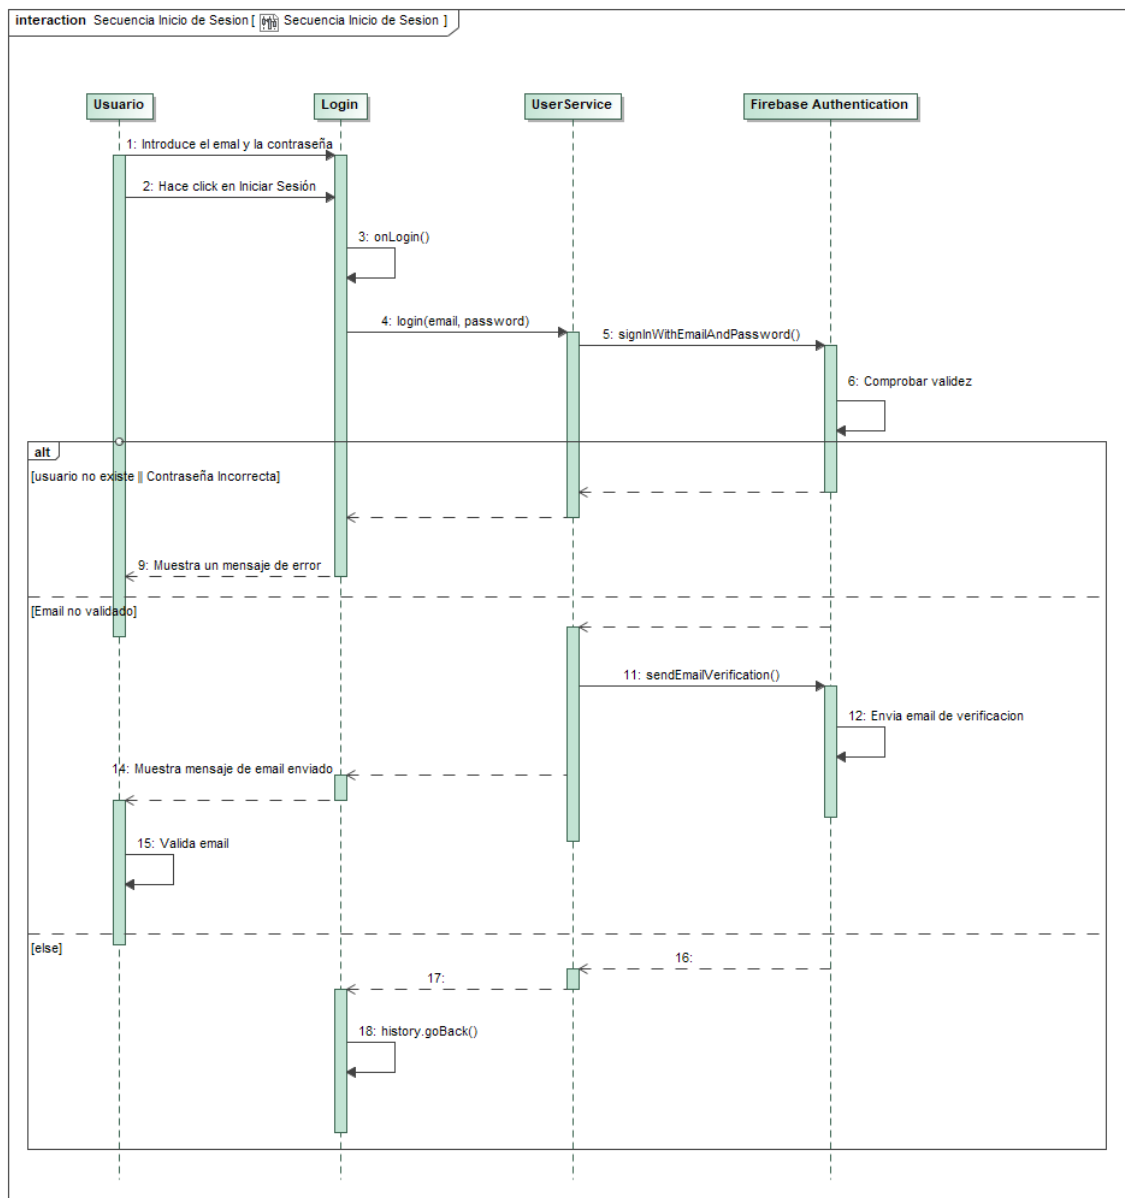 interaction Secuencia Inicio de Sesion [ Secuencia Inicio de Sesion ]
Usuario
Login
UserService
Firebase Authentication
1: Introduce el emal y la contraseña
2: Hace click en Iniciar Sesión
3: onLogin()
4: login(email, password)
5: signInWithEmailAndPassword()
6: Comprobar validez
alt
[usuario no existe || Contraseña Incorrecta]
9: Muestra un mensaje de error
[Email no validado]
11: sendEmailVerification()
12: Envia email de verificacion
14: Muestra mensaje de email enviado
15: Valida email
[else]
16:
17:
18: history.goBack()